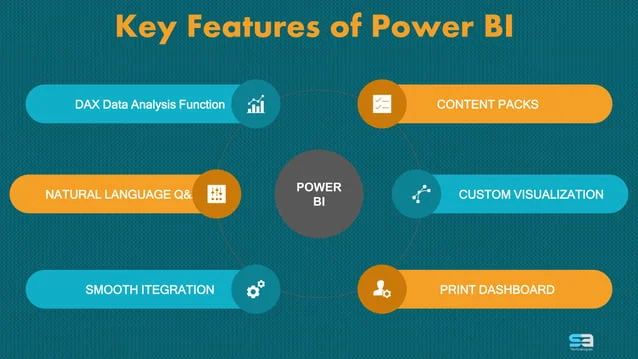 Key Features of Power BI
DAX Data Analysis Function
CONTENT PACKS
NATURAL LANGUAGE Q&
POWER
BI
CUSTOM VISUALIZATION
SMOOTH ITEGRATION
PRINT DASHBOARD